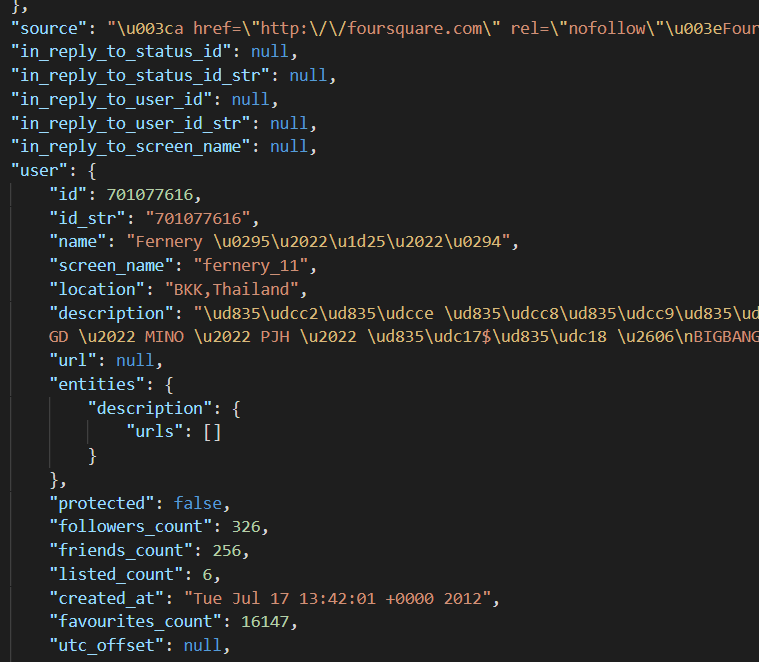 },
"source": "\u003ca href=\"http:\/\/foursquare.com\" rel=\"nofollow\"\u003eFour
"in_reply_to_status_id": null,
"in_reply_to_status_id_str": null,
"in_reply_to_user_id": null,
"in_reply_to_user_id_str": null,
"in_reply_to_screen_name": null,
"user": {
"id": 701077616,
"id_str": "701077616",
"name": "Fernery \u0295\u2022\u1d25\u2022\u0294",
"screen_name": "fernery_11",
"location": "BKK,Thailand",
"description": "\ud835\udcc2\ud835\udcce \ud835\udcc8\ud835\udcc9\ud835\ud
GD \u2022 MINO \u2022 PJH \u2022 \ud835\udc17$\ud835\udc18 \u2606\nBIGBANG
"url": null,
"entities": {
"description": {
"urls": []
}
},
"protected": false,
"followers_count": 326,
"friends_count": 256,
"listed_count": 6,
"created_at": "Tue Jul 17 13:42:01 +0000 2012",
"favourites_count": 16147,
"utc_offset": null,